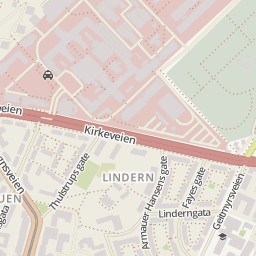 veien
Kirkeveien
Thulstrups gate
LINDERN
Armauer Hansens gate
Fayes gate
Linderngata
Geitmyrsveien